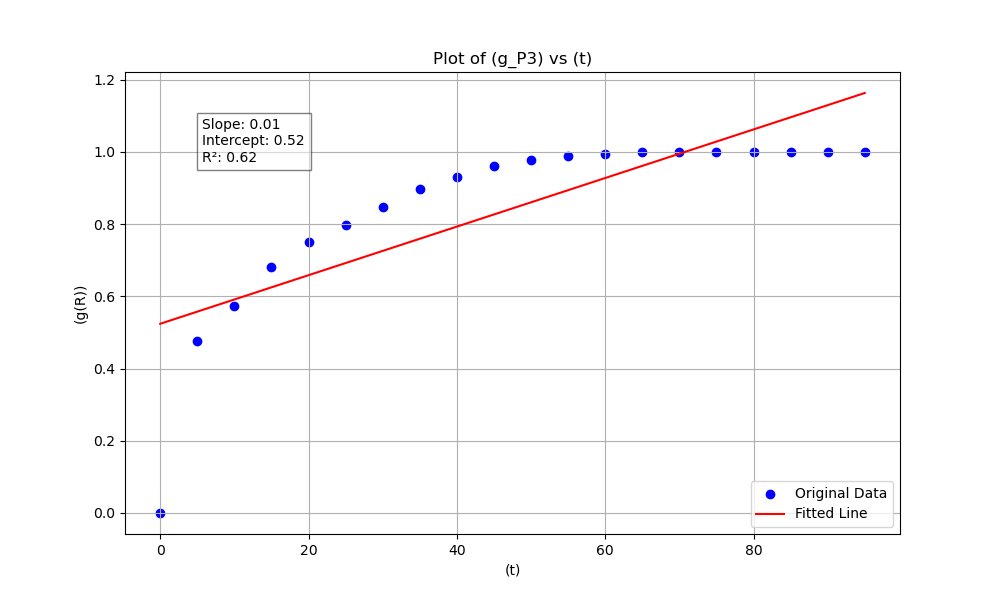 Plot of (g_P3) vs (t)
1.2
1.0
0.8
0.6
0.4
0.2
0.0
(g(R))
Slope: 0.01
Intercept: 0.52
R²: 0.62
Original Data
Fitted Line
0 20 40 60 80
(t)